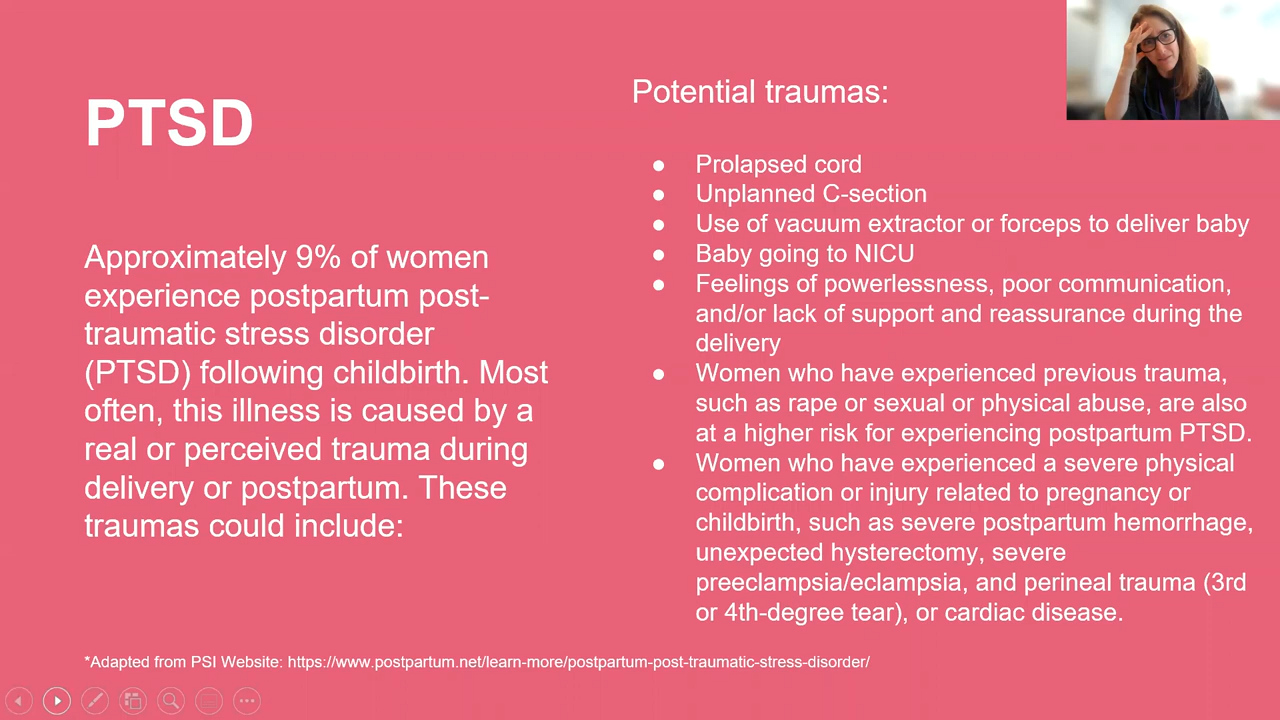 PTSD
Approximately 9% of women
experience postpartum post-
traumatic stress disorder
(PTSD) following childbirth. Most
often, this illness is caused by a
real or perceived trauma during
delivery or postpartum. These
traumas could include:
Potential traumas:
● Prolapsed cord
● Unplanned C-section
● Use of vacuum extractor or forceps to deliver baby
● Baby going to NICU
● Feelings of powerlessness, poor communication,
and/or lack of support and reassurance during the
delivery
● Women who have experienced previous trauma,
such as rape or sexual or physical abuse, are also
at a higher risk for experiencing postpartum PTSD.
● Women who have experienced a severe physical
complication or injury related to pregnancy or
childbirth, such as severe postpartum hemorrhage,
unexpected hysterectomy, severe
preeclampsia/eclampsia, and perineal trauma (3rd
or 4th-degree tear), or cardiac disease.
*Adapted from PSI Website: https://www.postpartum.net/learn-more/postpartum-post-traumatic-stress-disorder/